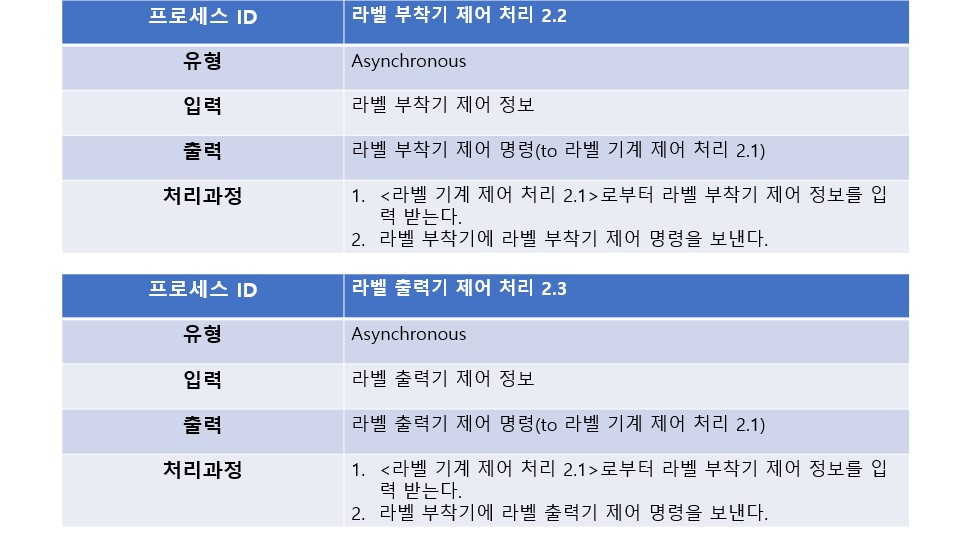 프로세스 ID 라벨 부착기 제어 처리 2.2
유형 Asynchronous
입력 라벨 부착기 제어 정보
출력 라벨 부착기 제어 명령(to 라벨 기계 제어 처리 2.1)
처리과정 1. <라벨 기계 제어 처리 2.1>로부터 라벨 부착기 제어 정보를 입
력 받는다.
2. 라벨 부착기에 라벨 부착기 제어 명령을 보낸다.
프로세스 ID 라벨 출력기 제어 처리 2.3
유형 Asynchronous
입력 라벨 출력기 제어 정보
출력 라벨 출력기 제어 명령(to 라벨 기계 제어 처리 2.1)
처리과정 1. <라벨 기계 제어 처리 2.1>로부터 라벨 부착기 제어 정보를 입
력 받는다.
2. 라벨 부착기에 라벨 출력기 제어 명령을 보낸다.